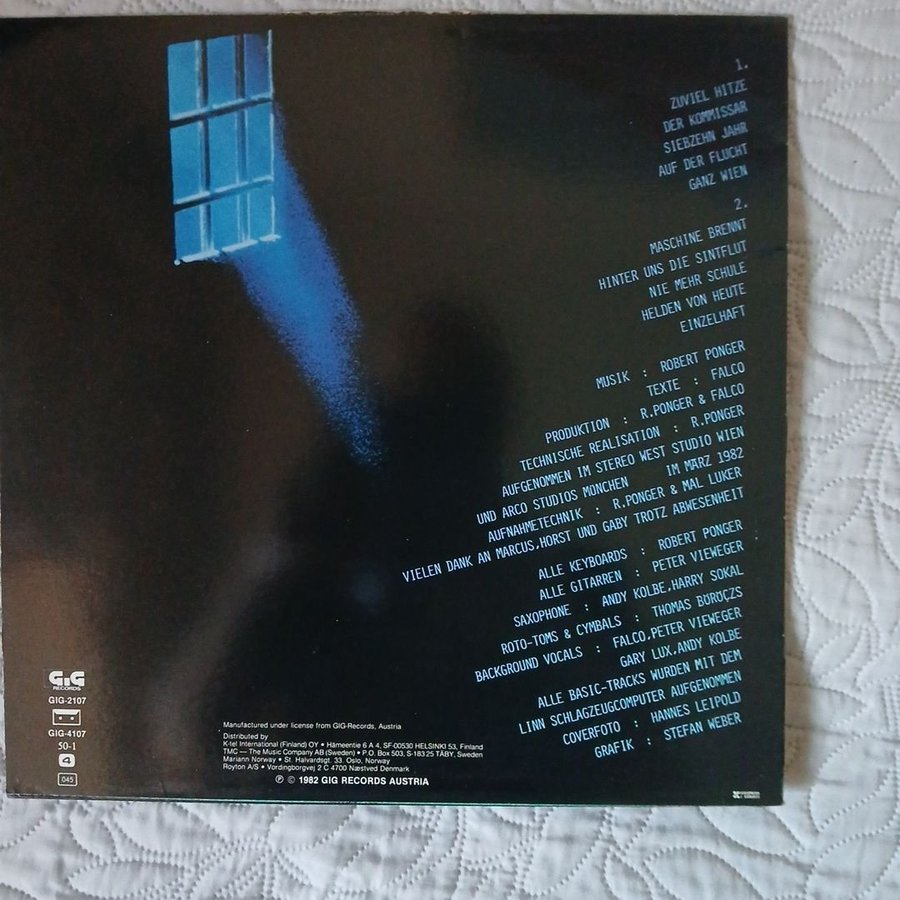 1.
ZUVIEL HITZE
DER KOMMISSAR
SIEBZEHN JAHR
AUF DER FLUCHT
GANZ WIEN
2.
MASCHINE BRENNT
HINTER UNS DIE SINTFLUT
NIE MEHR SCHULE
HELDEN VON HEUTE
EINZELHAFT
MUSIK : ROBERT PONGER
TEXTE : FALCO
PRODUKTION : R.PONGER & FALCO
TECHNISCHE REALISATION : R.PONGER
AUFGENOMMEN IM STEREO WEST STUDIO WIEN
UND ARCO STUDIOS MÜNCHEN IM MÄRZ 1982
AUFNAHMETECHNIK : R.PONGER & MAL LUKER
VIELEN DANK AN MARCUS,HORST UND GABY TROTZ ABWESENHEIT
ALLE KEYBOARDS : ROBERT PONGER
ALLE GITARREN : PETER VIEWEGER
SAXOPHONE : ANDY KOLBE,HARRY SOKAL
ROTO-TOMS & CYMBALS : THOMAS BÖRÖCZS
BACKGROUND VOCALS : FALCO,PETER VIEWEGER
GARY LUX,ANDY KOLBE
ALLE BASIC-TRACKS WURDEN MIT DEM
LINN SCHLAGZEUGCOMPUTER AUFGENOMMEN
COVERFOTO : HANNES LEIPOLD
GRAFIK : STEFAN WEBER
GiG
RECORDS
GIG-2107
GIG-4107
50-1
4
045
Manufactured under license from GIG-Records, Austria
Distributed by
K-tel International (Finland) OY • Hämeentie 6 A 4, SF-00530 HELSINKI 53, Finland
TMC — The Music Company AB (Sweden) • P.O. Box 503, S-183 25 TÄBY, Sweden
Mariann Norway • St. Halvardsgt. 33. Oslo, Norway
Royton A/S • Vordingborgvej 2 C 4700 Næstved Denmark
℗ © 1982 GIG RECORDS AUSTRIA